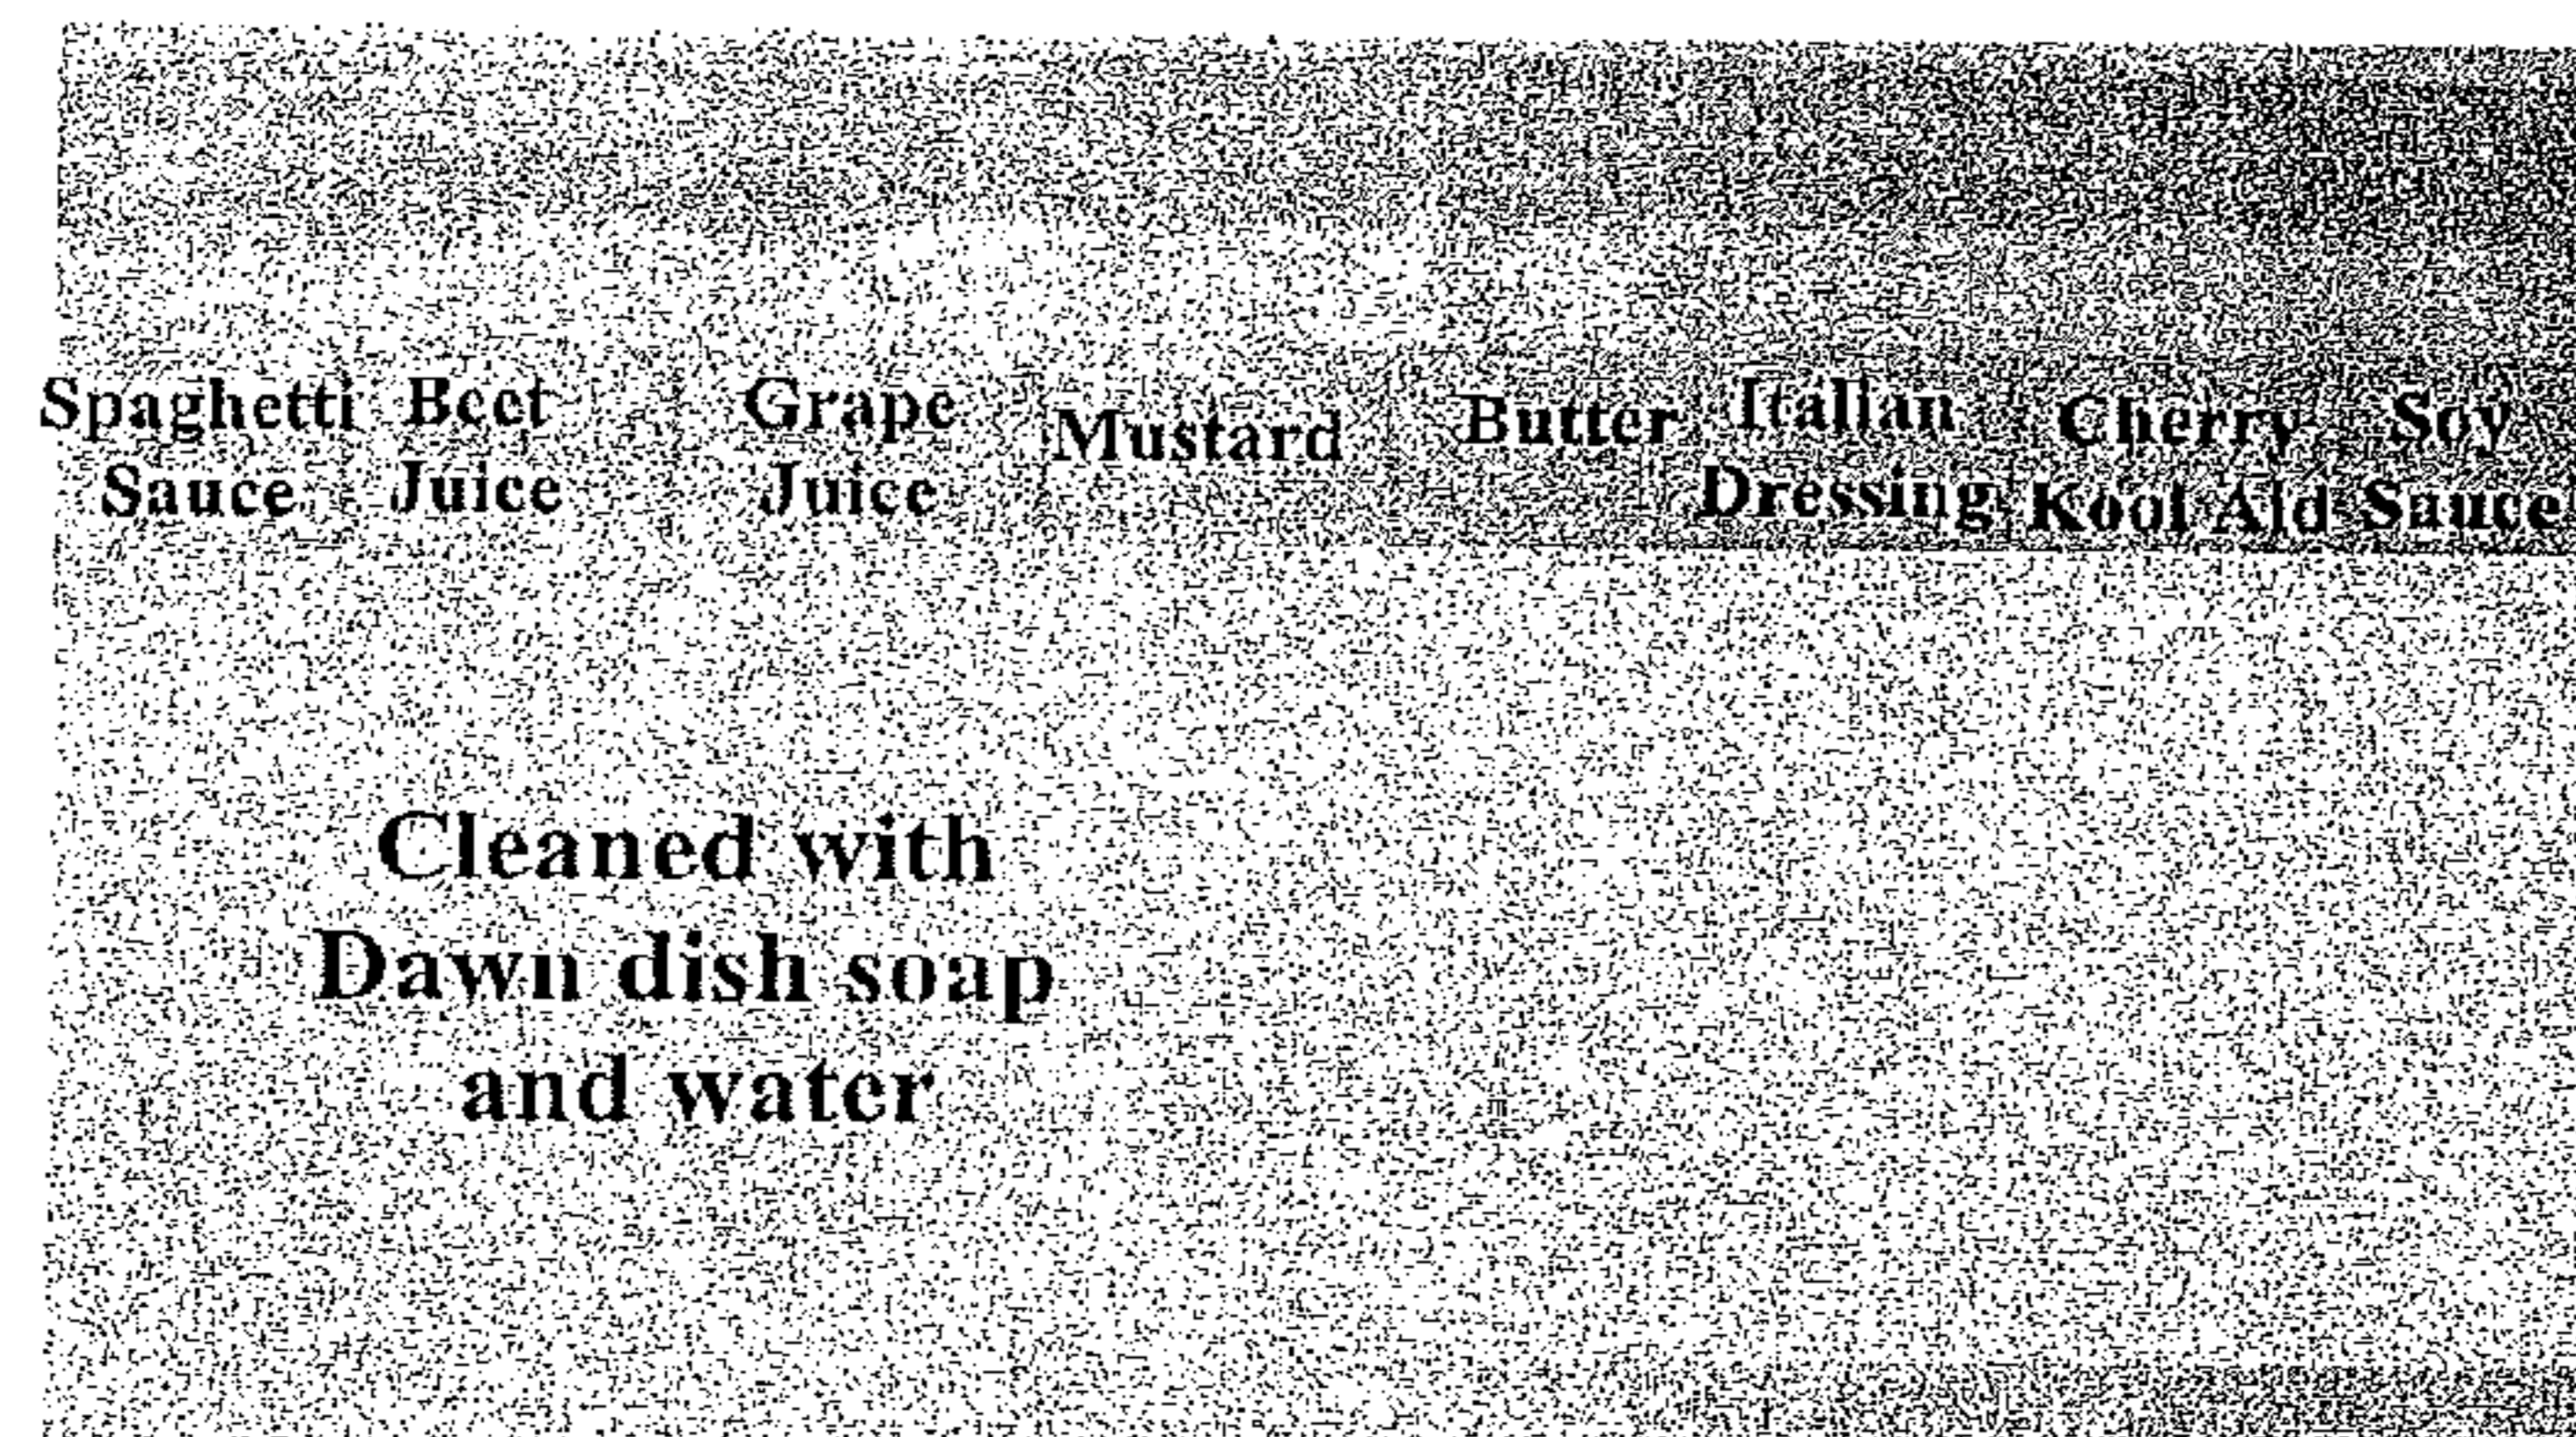 Spaghetti Sauce
Beet Juice
Grape Juice
Mustard
Butter
Italian Dressing
Cherry Kool Aid
Soy Sauce
Cleaned with
Dawn dish soap
and water